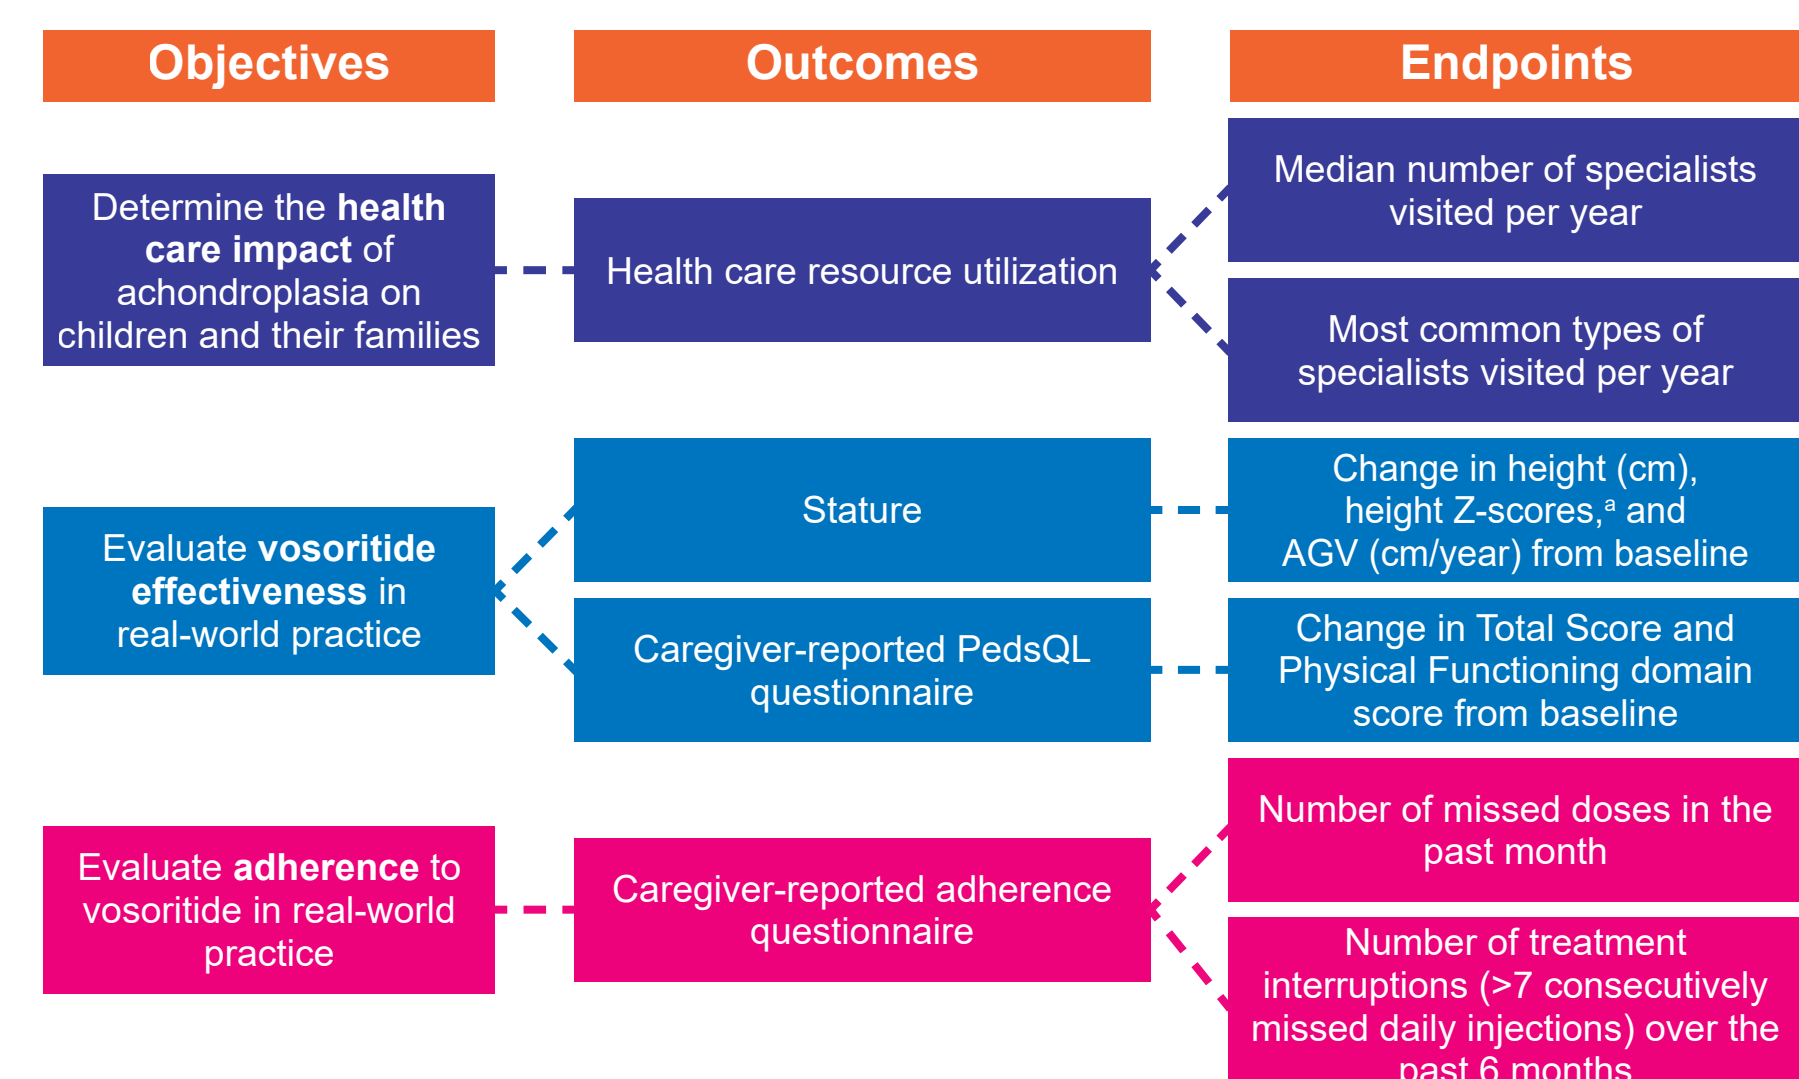 Objectives
Outcomes
Endpoints
Determine the health
care impact of
achondroplasia on
children and their families
Health care resource utilization
Median number of specialists
visited per year
Most common types of
specialists visited per year
Evaluate vosoritide
effectiveness in
real-world practice
Stature
Change in height (cm),
height Z-scores,ᵃ and
AGV (cm/year) from baseline
Caregiver-reported PedsQL
questionnaire
Change in Total Score and
Physical Functioning domain
score from baseline
Evaluate adherence to
vosoritide in real-world
practice
Caregiver-reported adherence
questionnaire
Number of missed doses in the
past month
Number of treatment
interruptions (>7 consecutively
missed daily injections) over the
past 6 months